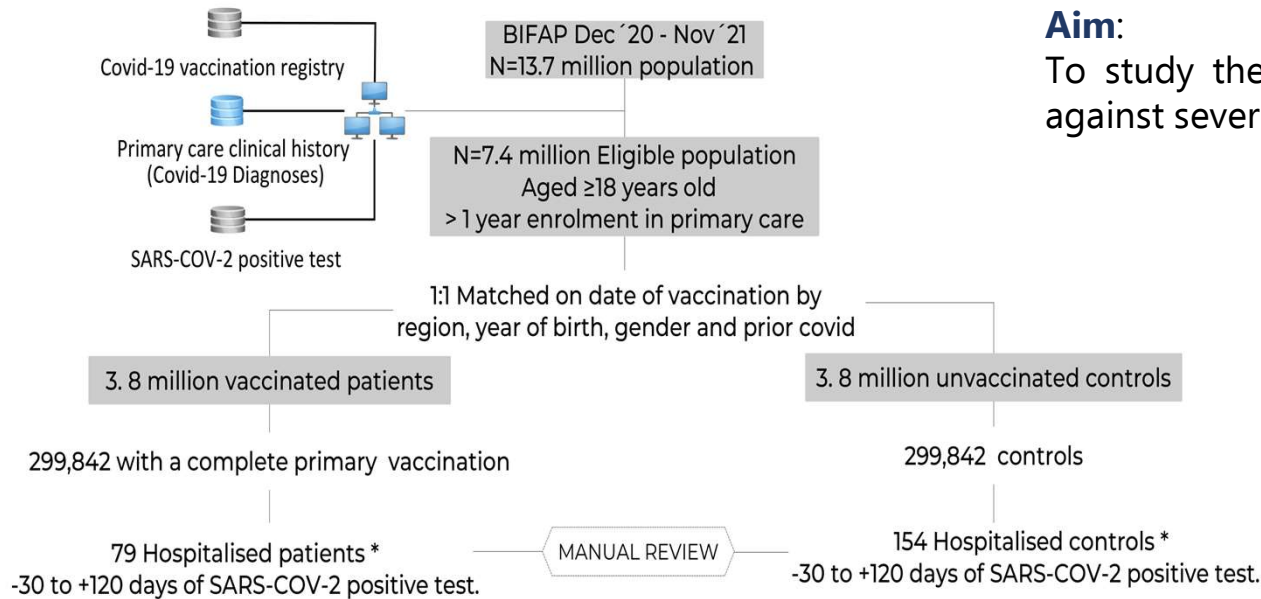 Covid-19 vaccination registry
Primary care clinical history
(Covid-19 Diagnoses)
SARS-COV-2 positive test
BIFAP Dec ´20 - Nov ´21
N=13.7 million population
N=7.4 million Eligible population
Aged ≥18 years old
> 1 year enrolment in primary care
1:1 Matched on date of vaccination by
region, year of birth, gender and prior covid
3. 8 million vaccinated patients
3. 8 million unvaccinated controls
299,842 with a complete primary vaccination
299,842 controls
79 Hospitalised patients *
-30 to +120 days of SARS-COV-2 positive test.
MANUAL REVIEW
154 Hospitalised controls *
-30 to +120 days of SARS-COV-2 positive test.
Aim:
To study the
against sever